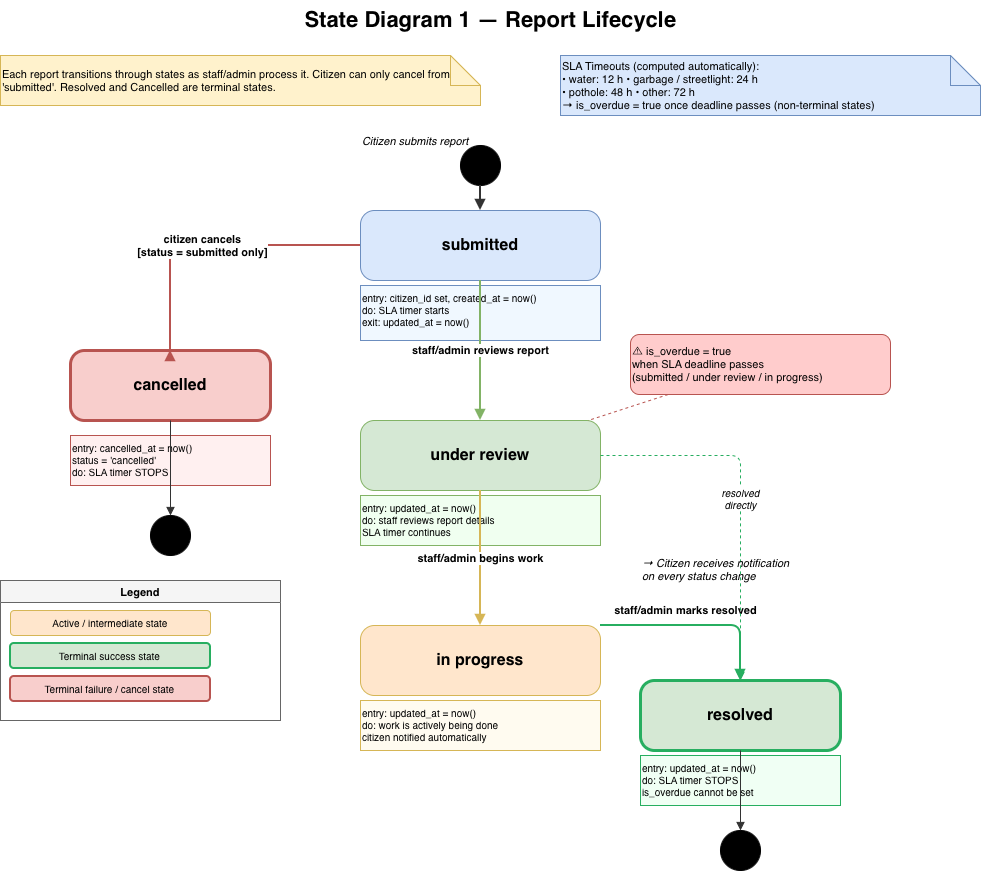 State Diagram 1 — Report Lifecycle
Each report transitions through states as staff/admin process it. Citizen can only cancel from
'submitted'. Resolved and Cancelled are terminal states.
SLA Timeouts (computed automatically):
• water: 12 h • garbage / streetlight: 24 h
• pothole: 48 h • other: 72 h
→ is_overdue = true once deadline passes (non-terminal states)
Citizen submits report
submitted
citizen cancels
[status = submitted only]
entry: citizen_id set, created_at = now()
do: SLA timer starts
exit: updated_at = now()
staff/admin reviews report
⚠ is_overdue = true
when SLA deadline passes
(submitted / under review / in progress)
cancelled
entry: cancelled_at = now()
status = 'cancelled'
do: SLA timer STOPS
under review
entry: updated_at = now()
do: staff reviews report details
SLA timer continues
resolved
directly
staff/admin begins work
→ Citizen receives notification
on every status change
staff/admin marks resolved
Legend
Active / intermediate state
Terminal success state
Terminal failure / cancel state
in progress
entry: updated_at = now()
do: work is actively being done
citizen notified automatically
resolved
entry: updated_at = now()
do: SLA timer STOPS
is_overdue cannot be set